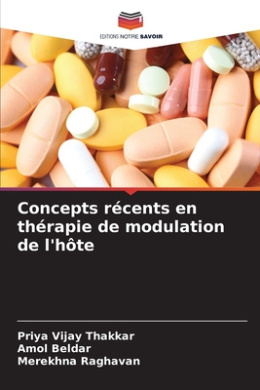 EDITIONS NOTRE SAVOIR
Concepts récents en
thérapie de modulation
de l'hôte
Priya Vijay Thakkar
Amol Beldar
Merekhna Raghavan